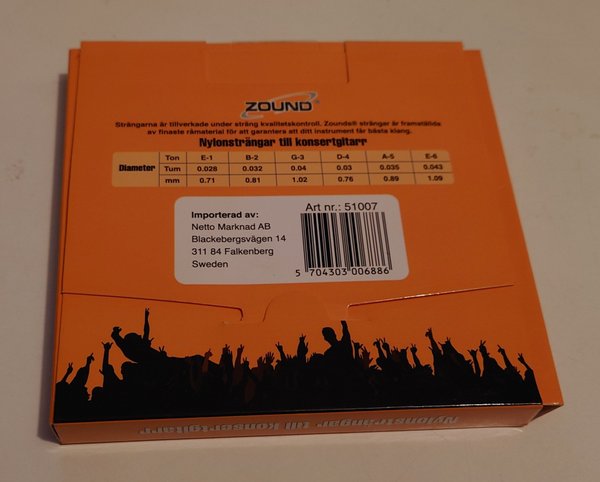 ZOUND
Strängarna är tillverkade under sträng kvalitetskontroll. Zounds® strängar är framställda
av finaste råmaterial för att garantera att ditt instrument får bästa klang.
Nylonsträngar till konsertgitarr
Diameter Ton E-1 B-2 G-3 D-4 A-5 E-6
Tum 0.028 0.032 0.04 0.03 0.035 0.043
mm 0.71 0.81 1.02 0.76 0.89 1.09
Importerad av:
Netto Marknad AB
Blackebergsvägen 14
311 84 Falkenberg
Sweden
Art nr.: 51007
5 704303 006886
Nylonsträngar till konsertgitarr